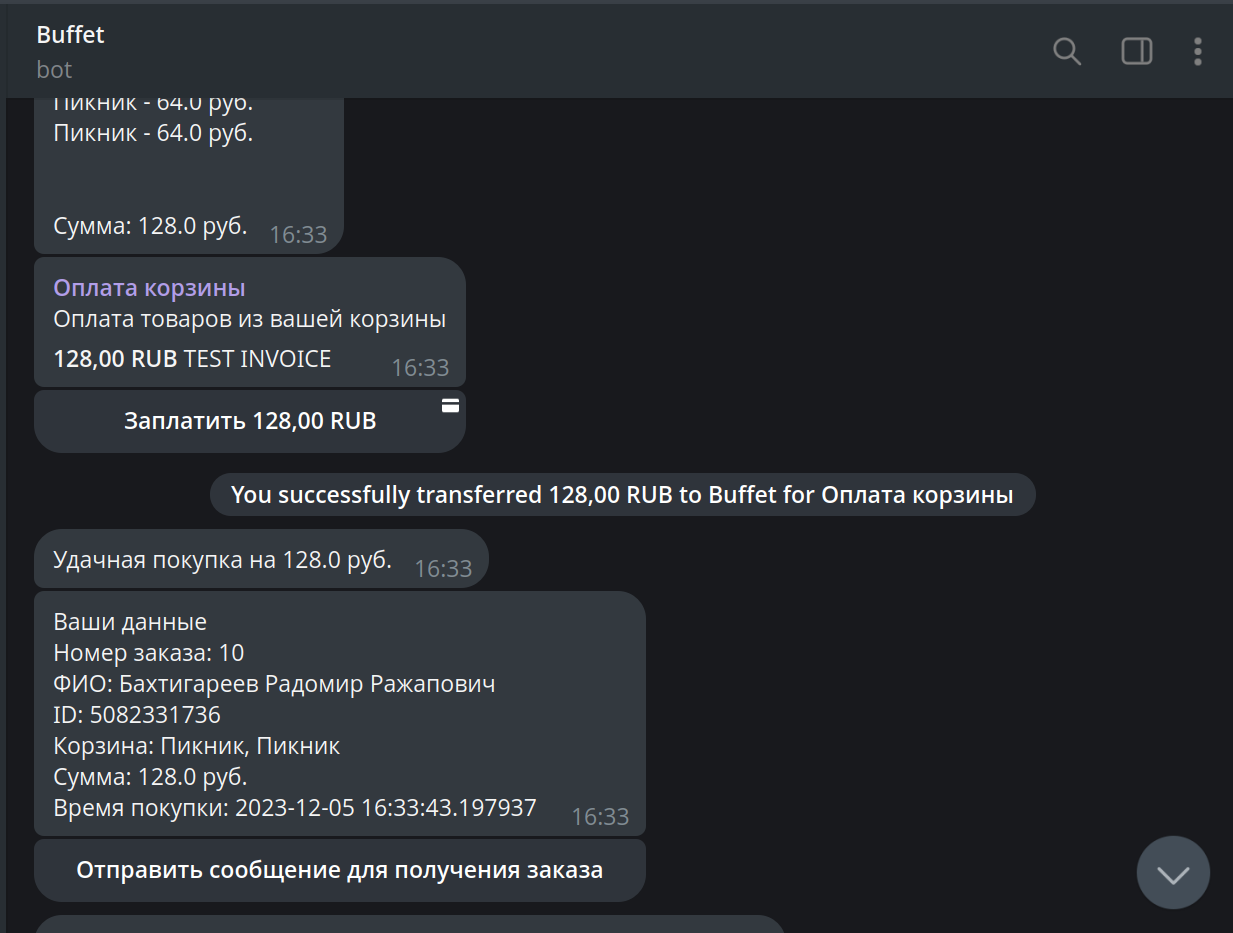 Buffet
bot
Пикник - 64.0 руб.
Пикник - 64.0 руб.
Сумма: 128.0 руб.
16:33
Оплата корзины
Оплата товаров из вашей корзины
128,00 RUB TEST INVOICE
16:33
Заплатить 128,00 RUB
You successfully transferred 128,00 RUB to Buffet for Оплата корзины
Удачная покупка на 128.0 руб.
16:33
Ваши данные
Номер заказа: 10
ФИО: Бахтигареев Радомир Ражапович
ID: 5082331736
Корзина: Пикник, Пикник
Сумма: 128.0 руб.
Время покупки: 2023-12-05 16:33:43.197937
16:33
Отправить сообщение для получения заказа